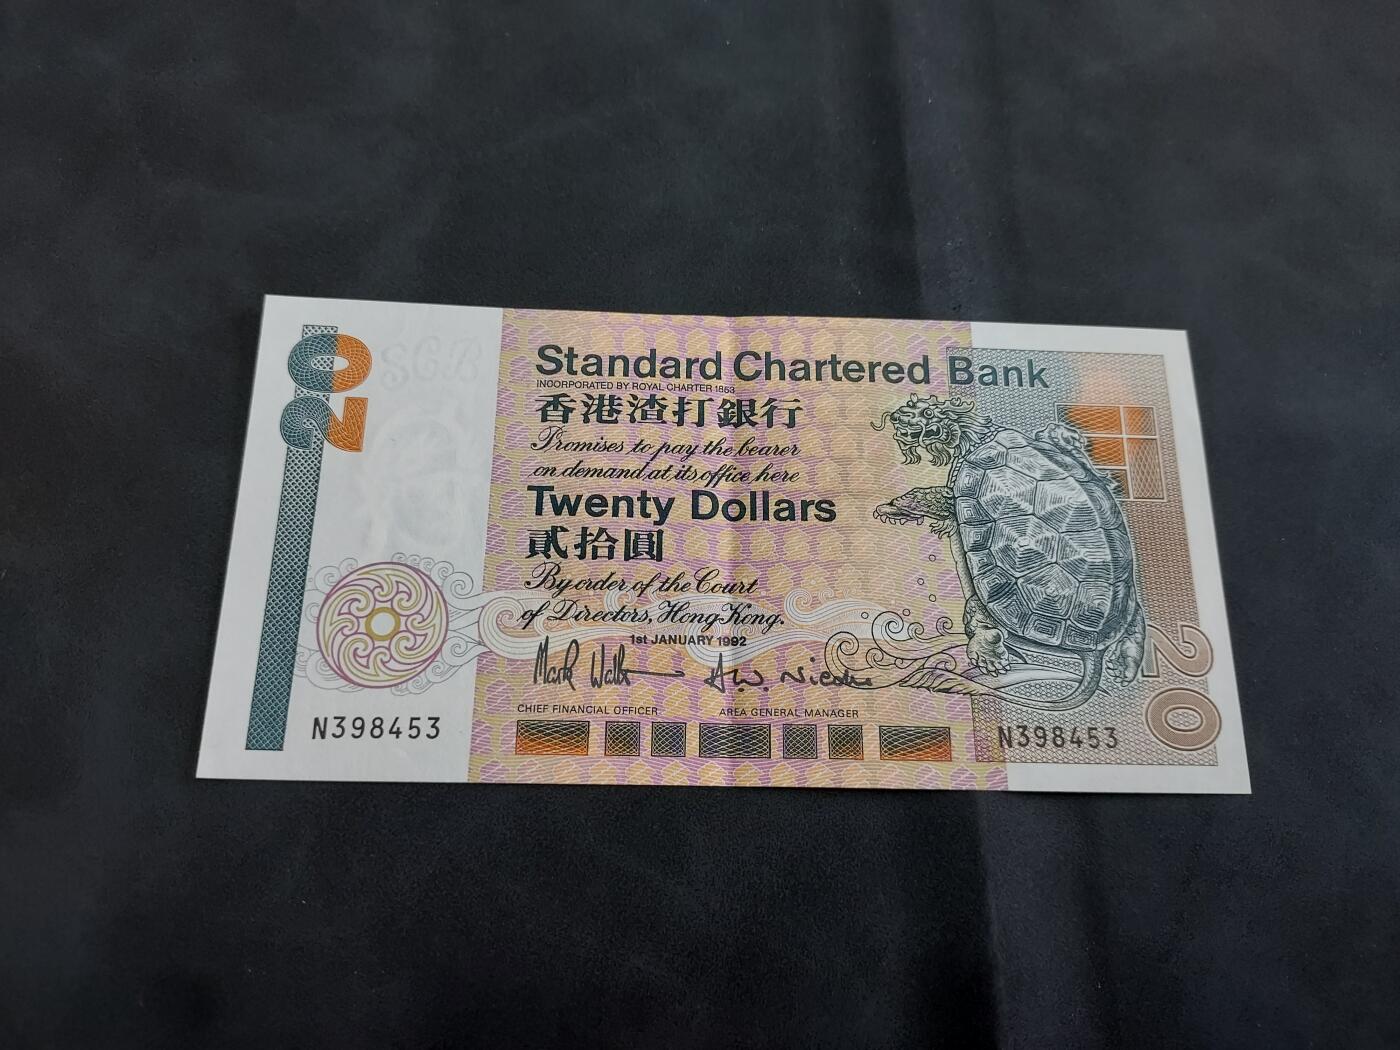 20
SCB
Standard Chartered Bank
INCORPORATED BY ROYAL CHARTER 1853
香港渣打銀行
Promises to pay the bearer
on demand at its office here
Twenty Dollars
貳拾圓
By order of the Court
of Directors, Hong Kong.
1st JANUARY 1992
CHIEF FINANCIAL OFFICER
AREA GENERAL MANAGER
N398453
N398453
20